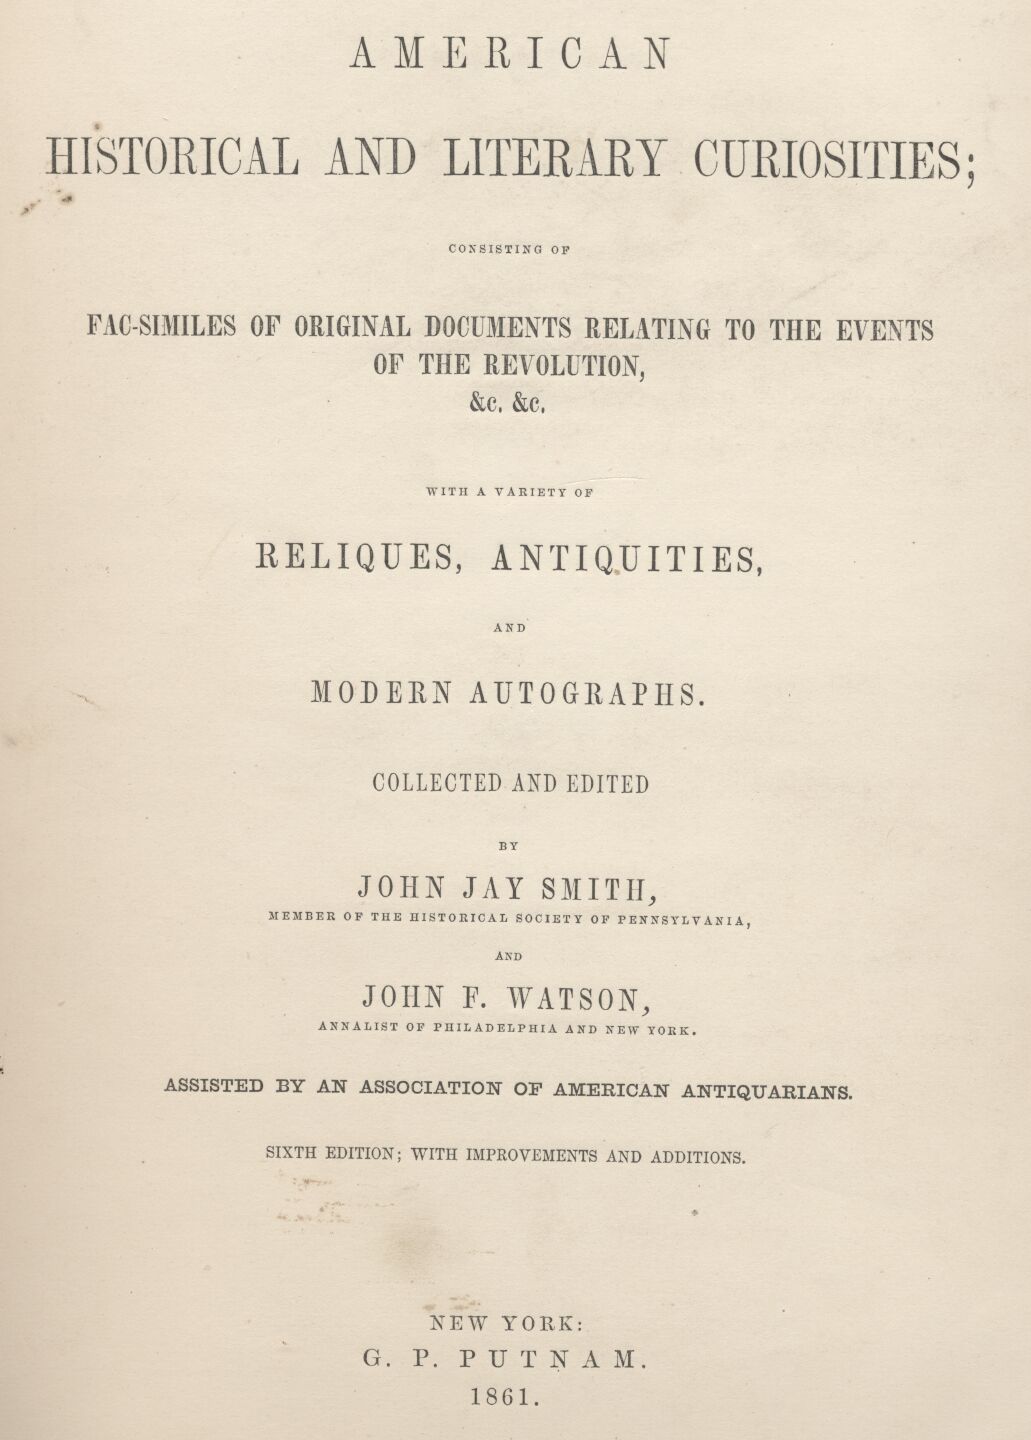 AMERICAN
HISTORICAL AND LITERARY CURIOSITIES;
CONSISTING OF
FAC-SIMILES OF ORIGINAL DOCUMENTS RELATING TO THE EVENTS
OF THE REVOLUTION,
&c. &c.
WITH A VARIETY OF
RELIQUES, ANTIQUITIES,
AND
MODERN AUTOGRAPHS.
COLLECTED AND EDITED
BY
JOHN JAY SMITH,
MEMBER OF THE HISTORICAL SOCIETY OF PENNSYLVANIA,
AND
JOHN F. WATSON,
ANNALIST OF PHILADELPHIA AND NEW YORK.
ASSISTED BY AN ASSOCIATION OF AMERICAN ANTIQUARIANS.
SIXTH EDITION; WITH IMPROVEMENTS AND ADDITIONS.
NEW YORK:
G. P. PUTNAM.
1861.